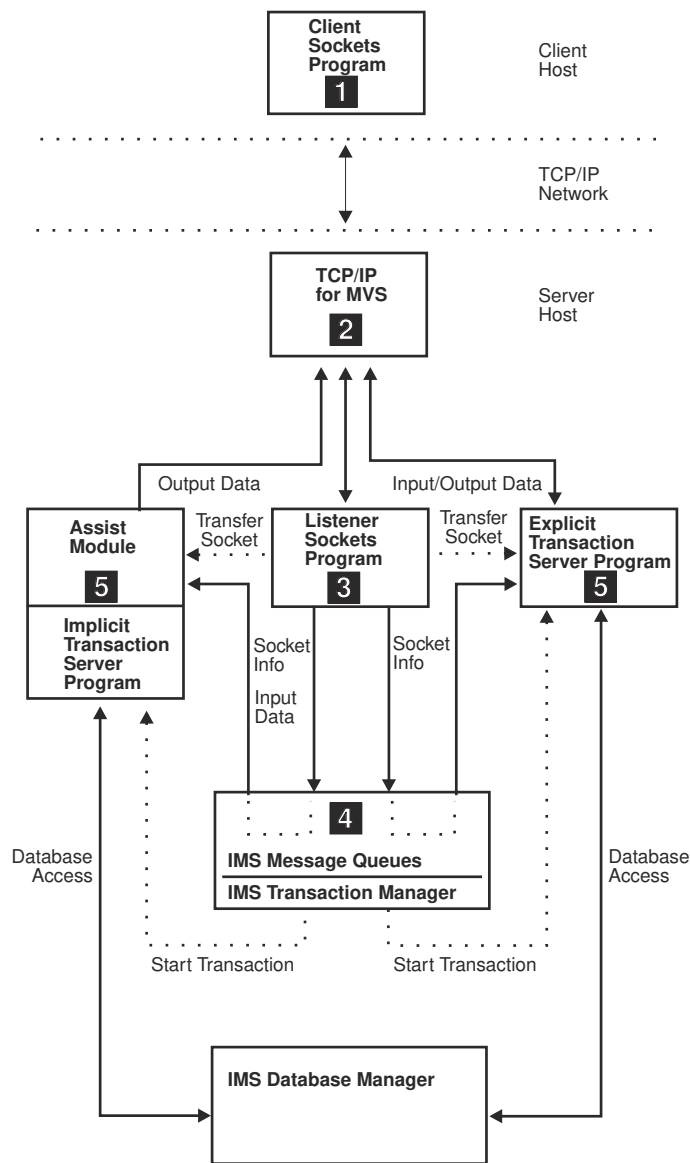 Client
Sockets
Program
1
Client
Host
TCP/IP
Network
TCP/IP
for MVS
2
Server
Host
Output Data
Input/Output Data
Assist
Module
5
Transfer
Socket
Listener
Sockets
Program
3
Transfer
Socket
Explicit
Transaction
Server Program
5
Implicit
Transaction
Server
Program
Socket
Info
Input
Data
Socket
Info
4
IMS Message Queues
IMS Transaction Manager
Database
Access
Database
Access
Start Transaction
Start Transaction
IMS Database Manager